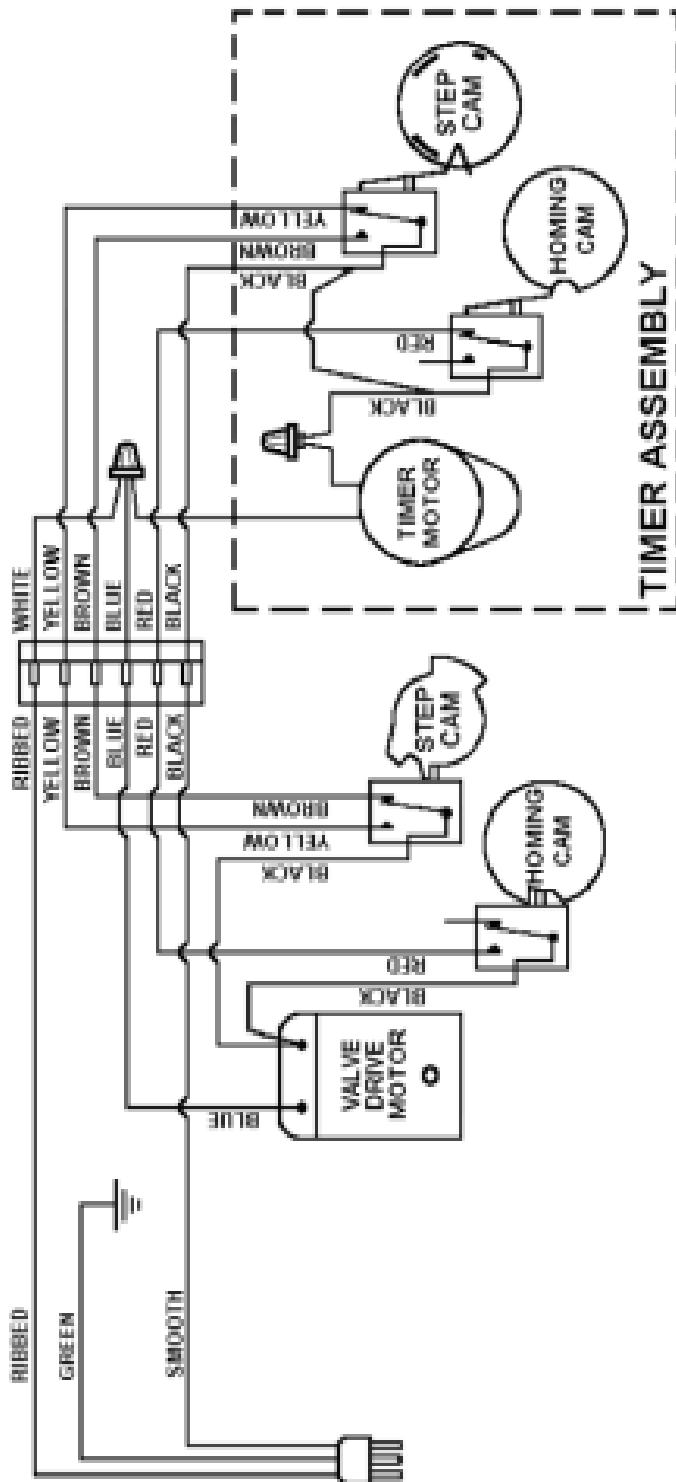 RIBBED
GREEN
SMOOTH
BLUE
VALVE
DRIVE
MOTOR
BLACK
RED
HOMING
CAM
BLACK
YELLOW
BROWN
STEP
CAM
RIBBED
YELLOW
BROWN
BLUE
RED
BLACK
WHITE
YELLOW
BROWN
BLUE
RED
BLACK
TIMER
MOTOR
BLACK
RED
HOMING
CAM
BLACK
BROWN
YELLOW
STEP
CAM
TIMER ASSEMBLY